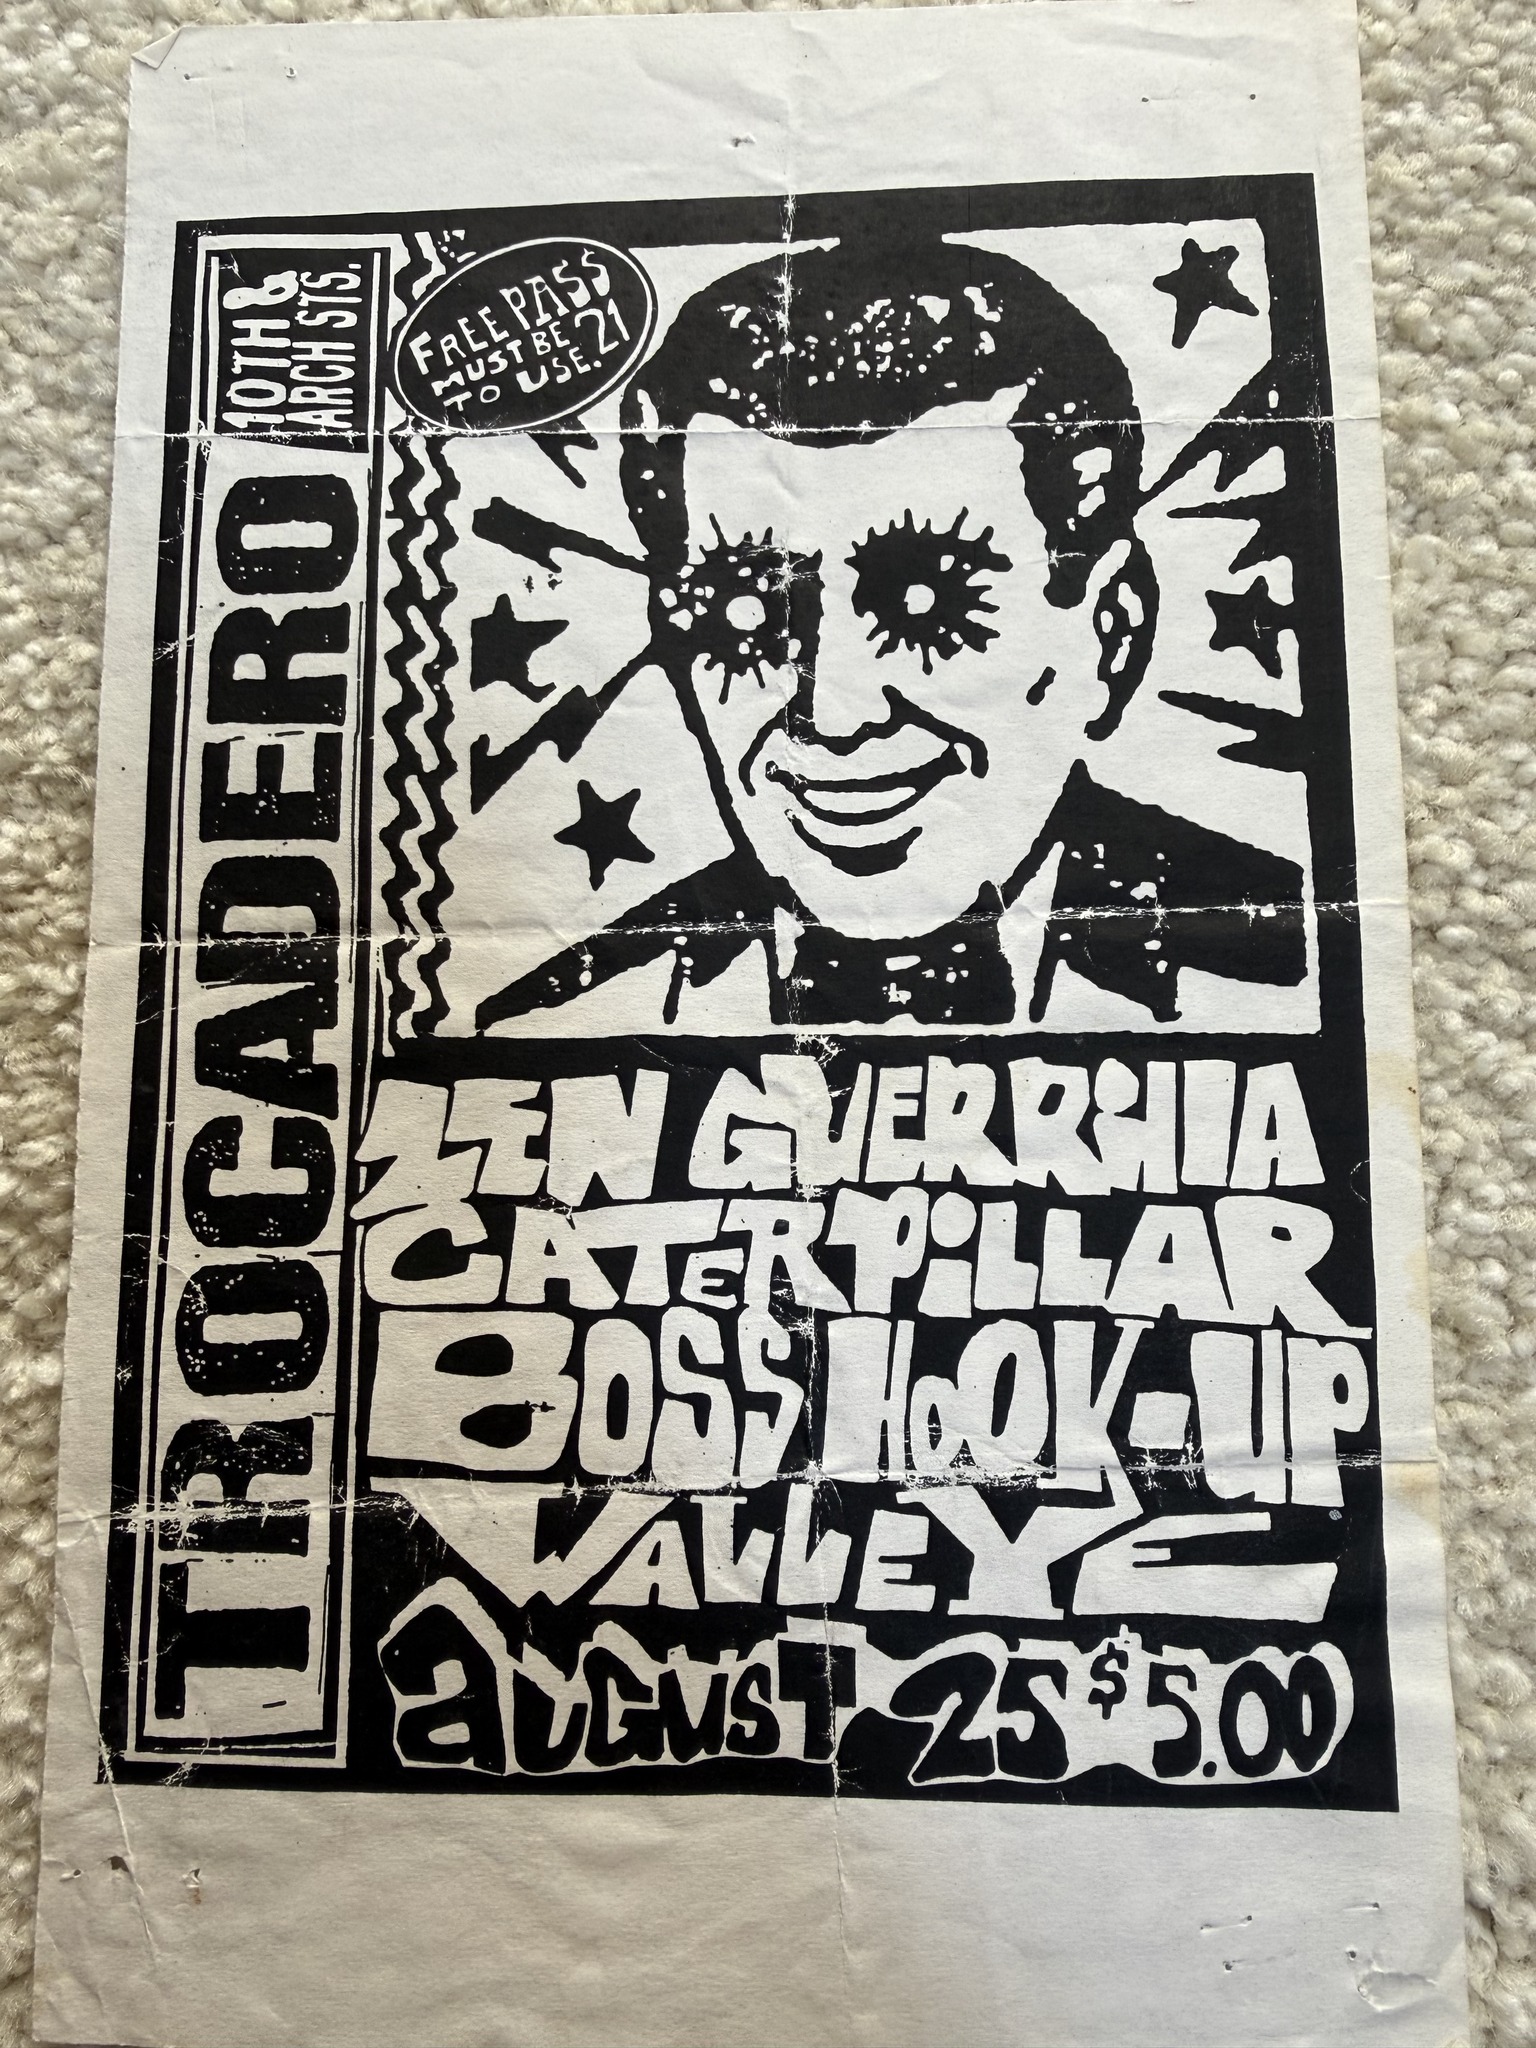 TROCADERO
10TH &
ARCH STS.
FREE PASS
MUST BE 21
TO USE.
ZEN GUERRillA
CATERPiLLAR
BOSS HOOK-UP
VALLEY E
AUGUST 25 $5.00